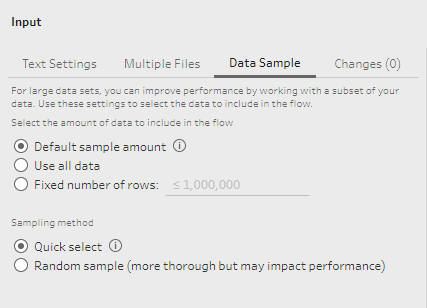 Input
Text Settings Multiple Files Data Sample Changes (0)
For large data sets, you can improve performance by working with a subset of your
data. Use these settings to select the data to include in the flow.
Select the amount of data to include in the flow
Default sample amount
Use all data
Fixed number of rows: ≤ 1,000,000
Sampling method
Quick select
Random sample (more thorough but may impact performance)